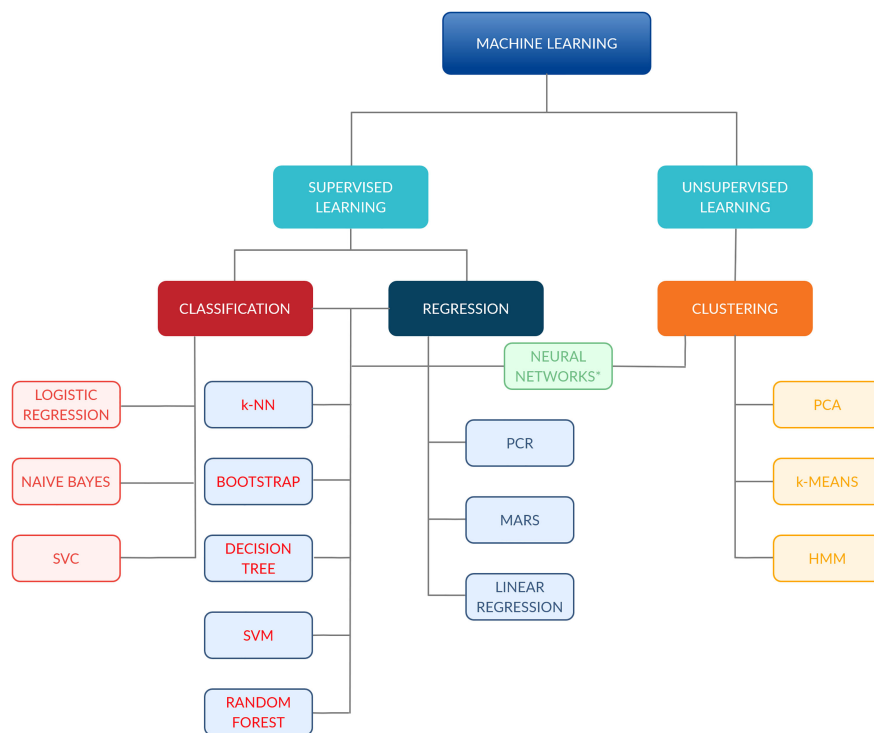 MACHINE LEARNING
SUPERVISED
LEARNING
UNSUPERVISED
LEARNING
CLASSIFICATION
REGRESSION
CLUSTERING
NEURAL
NETWORKS*
LOGISTIC
REGRESSION
k-NN
PCA
PCR
NAIVE BAYES
BOOTSTRAP
k-MEANS
MARS
SVC
DECISION
TREE
HMM
LINEAR
REGRESSION
SVM
RANDOM
FOREST